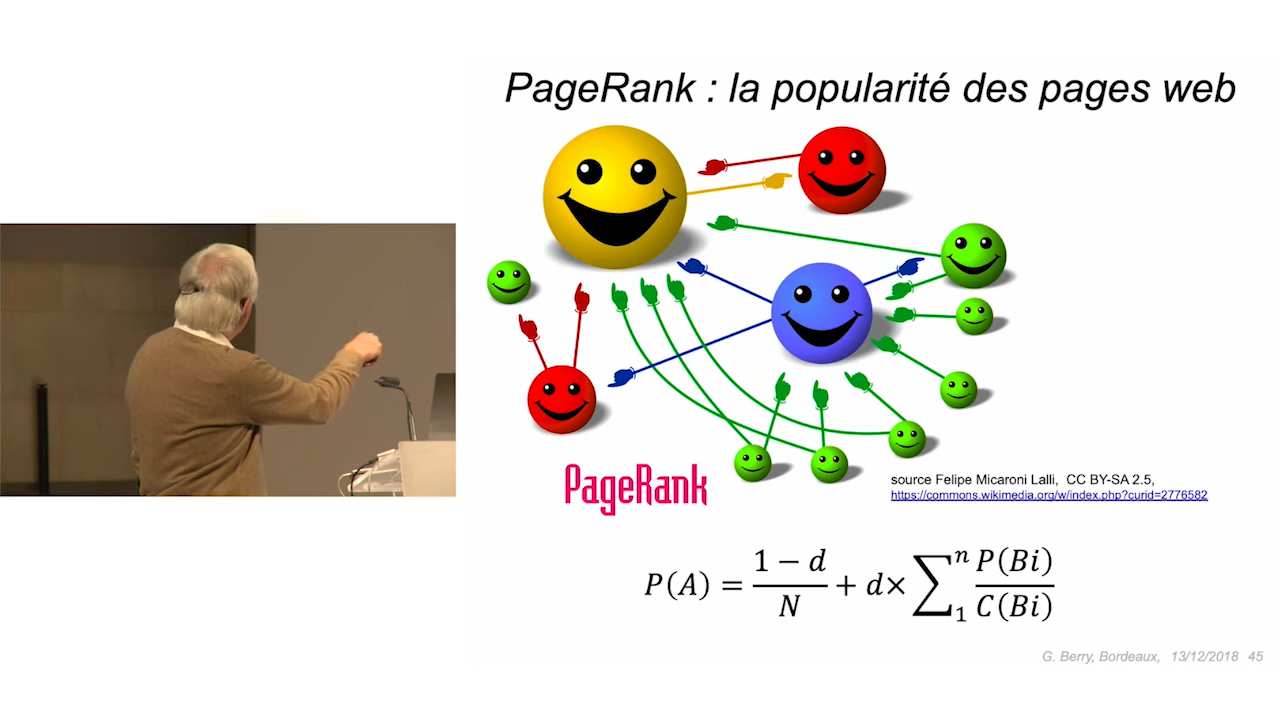 PageRank : la popularité des pages web
PageRank
source Felipe Micaroni Lalli, CC BY-SA 2.5,
https://commons.wikimedia.org/w/index.php?curid=2776582
P(A) = (1 − d)/N + d× ∑₁ⁿ P(Bi)/C(Bi)
G. Berry, Bordeaux, 13/12/2018 45